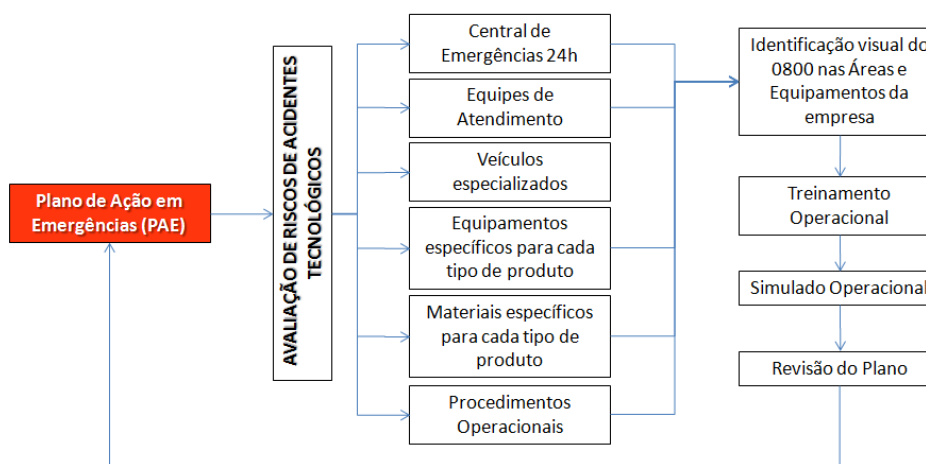 Plano de Ação em
Emergências (PAE)
AVALIAÇÃO DE RISCOS DE ACIDENTES
TECNOLÓGICOS
Central de
Emergências 24h
Equipes de
Atendimento
Veículos
especializados
Equipamentos
específicos para cada
tipo de produto
Materiais específicos
para cada tipo de
produto
Procedimentos
Operacionais
Identificação visual do
0800 nas Áreas e
Equipamentos da
empresa
Treinamento
Operacional
Simulado Operacional
Revisão do Plano